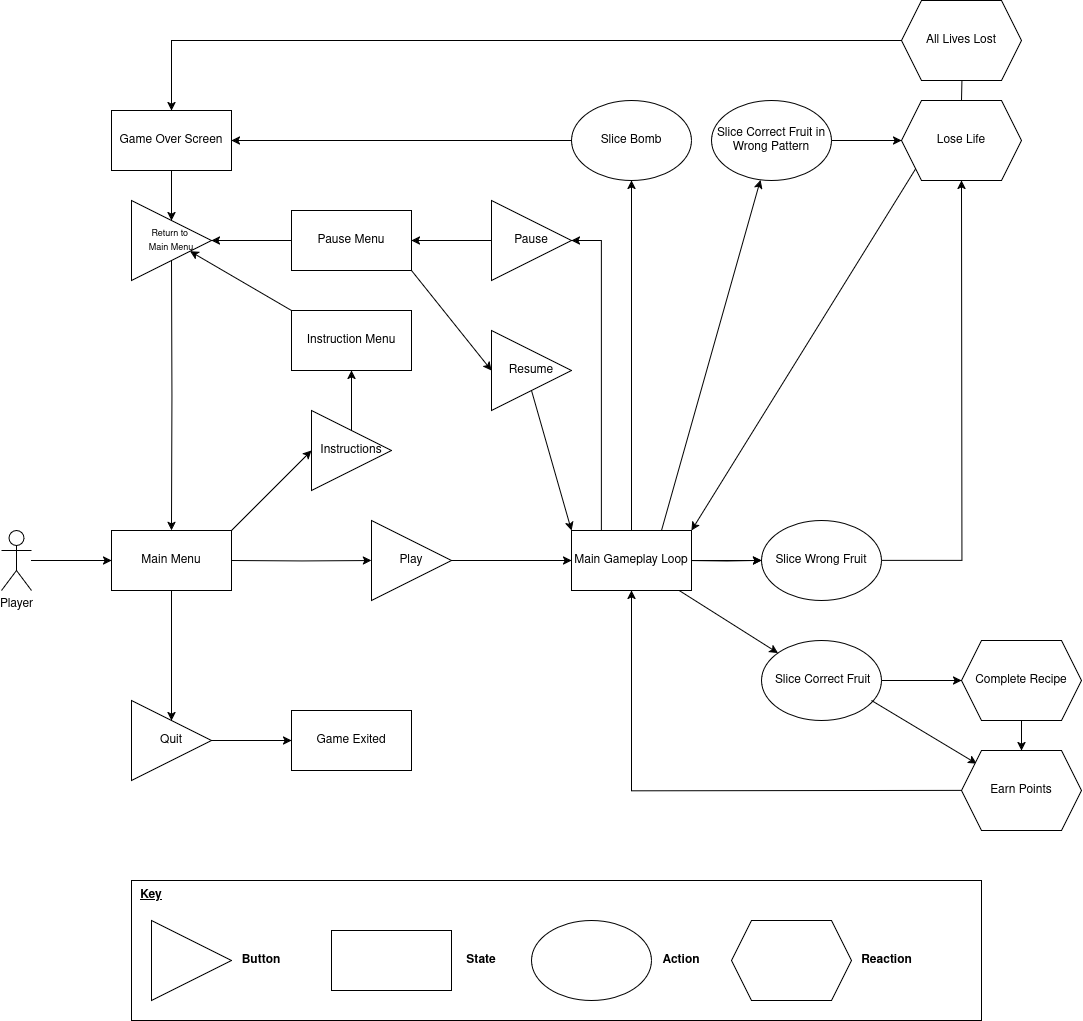 All Lives Lost
Game Over Screen
Slice Bomb
Slice Correct Fruit in
Wrong Pattern
Lose Life
Return to
Main Menu
Pause Menu
Pause
Instruction Menu
Resume
Instructions
Player
Main Menu
Play
Main Gameplay Loop
Slice Wrong Fruit
Slice Correct Fruit
Complete Recipe
Quit
Game Exited
Earn Points
Key
Button
State
Action
Reaction